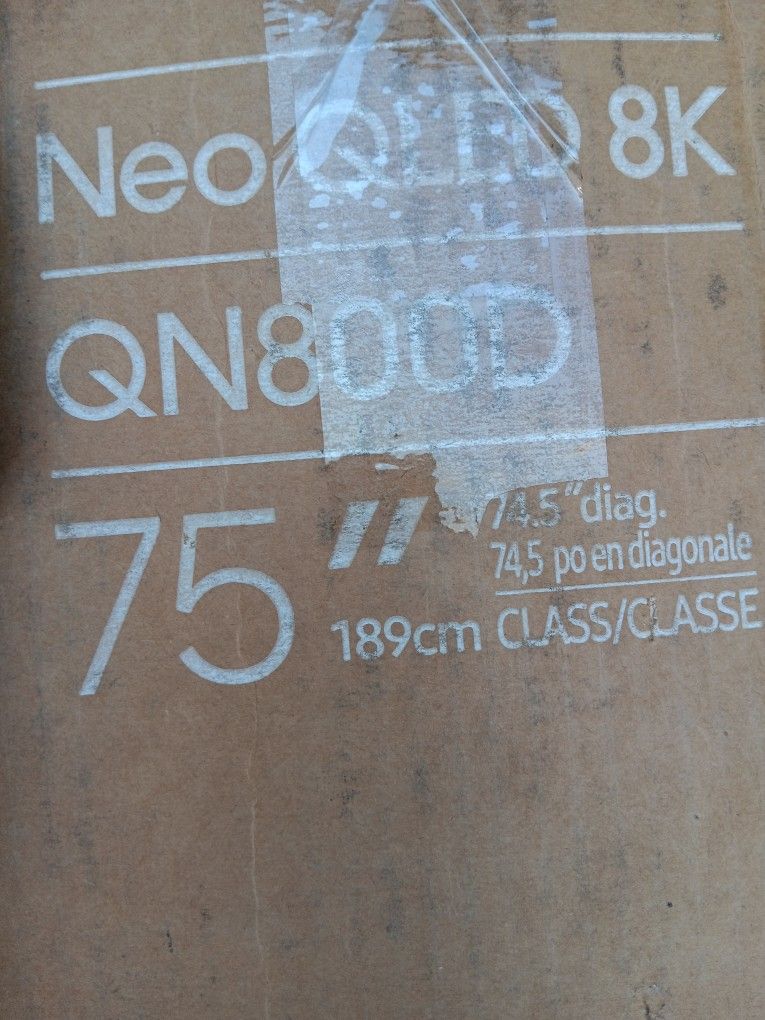 Neo QLED 8K
QN800D
75"
74.5" diag.
74,5 po en diagonale
189cm CLASS/CLASSE